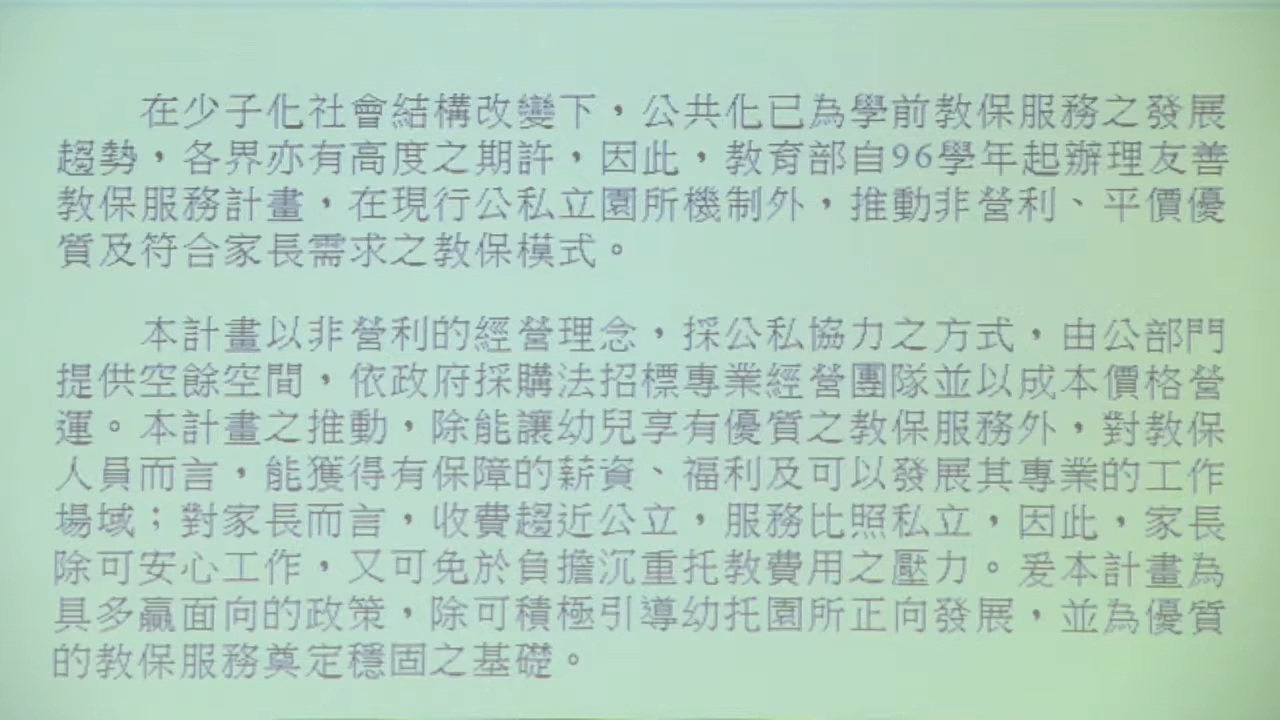 在少子化社會結構改變下，公共化已為學前教保服務之發展
趨勢，各界亦有高度之期許，因此，教育部自96學年起辦理友善
教保服務計畫，在現行公私立園所機制外，推動非營利、平價優
質及符合家長需求之教保模式。
本計畫以非營利的經營理念，採公私協力之方式，由公部門
提供空餘空間，依政府採購法招標專業經營團隊並以成本價格營
運。本計畫之推動，除能讓幼兒享有優質之教保服務外，對教保
人員而言，能獲得有保障的薪資、福利及可以發展其專業的工作
場域；對家長而言，收費趨近公立，服務比照私立，因此，家長
除可安心工作，又可免於負擔沉重托教費用之壓力。爰本計畫為
具多贏面向的政策，除可積極引導幼托園所正向發展，並為優質
的教保服務奠定穩固之基礎。